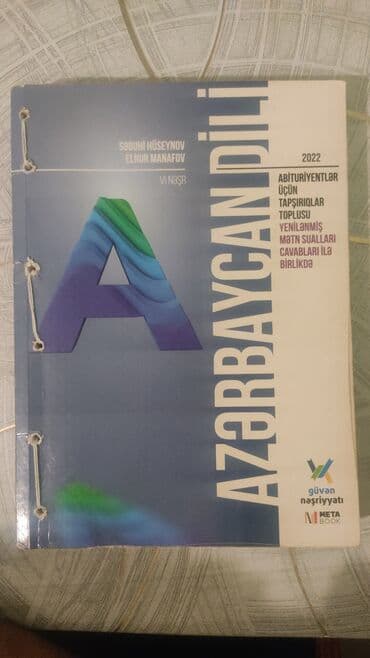 SƏBUHİ HÜSEYNOV
ELNUR MANAFOV
VI NƏŞR
A
AZƏRBAYCAN DİLİ
2022
ABİTURİYENTLƏR
ÜÇÜN
TAPŞIRIQLAR
TOPLUSU
YENİLƏNMİŞ
MƏTN SUALLARI
CAVABLARI İLƏ
BİRLİKDƏ
güvən
nəşriyyatı
META
BOOK